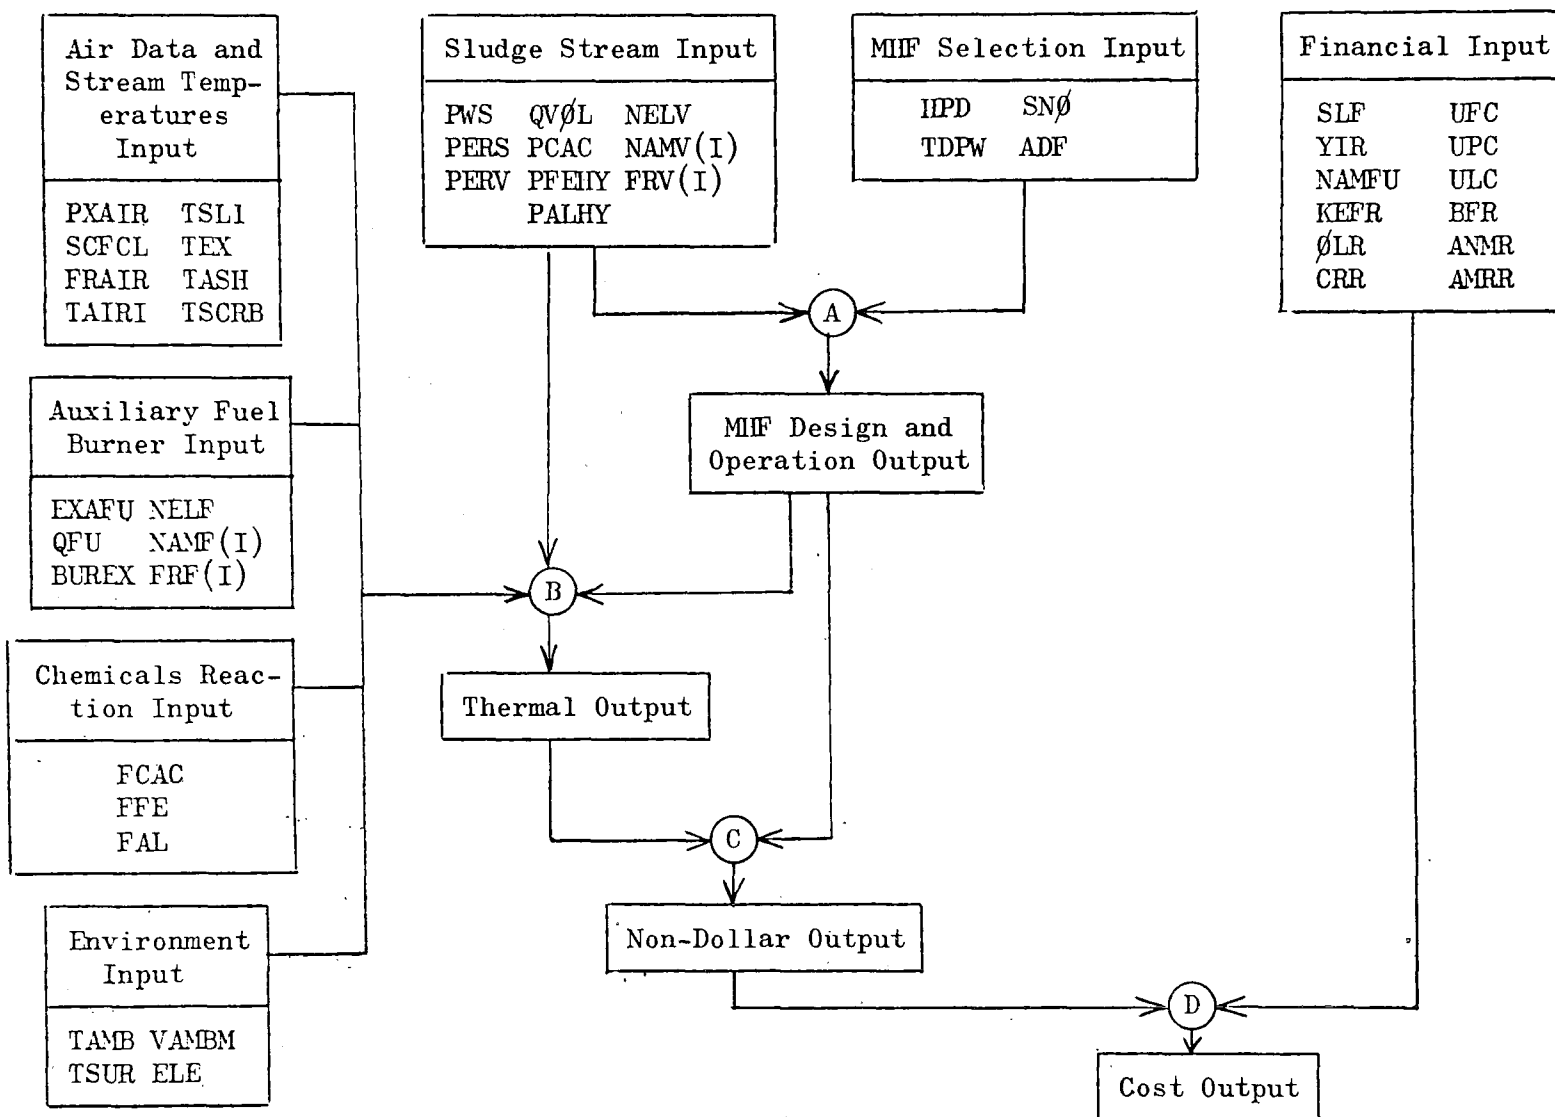 Air Data and
Stream Temp-
eratures
Input
PXAIR TSL1
SCFCL TEX
FRAIR TASH
TAIRI TSCRB
Sludge Stream Input
PWS QVØL NELV
PERS PCAC NAMV(I)
PERV PFEHY FRV(I)
PALHY
MHF Selection Input
HPD SNØ
TDPW ADF
Financial Input
SLF UFC
YIR UPC
NAMFU ULC
KEFR BFR
ØLR ANMR
CRR AMRR
A
Auxiliary Fuel
Burner Input
EXAFU NELF
QFU NAMF(I)
BUREX FRF(I)
MHF Design and
Operation Output
B
Chemicals Reac-
tion Input
FCAC
FFE
FAL
Thermal Output
C
Environment
Input
TAMB VAMBM
TSUR ELE
Non-Dollar Output
D
Cost Output